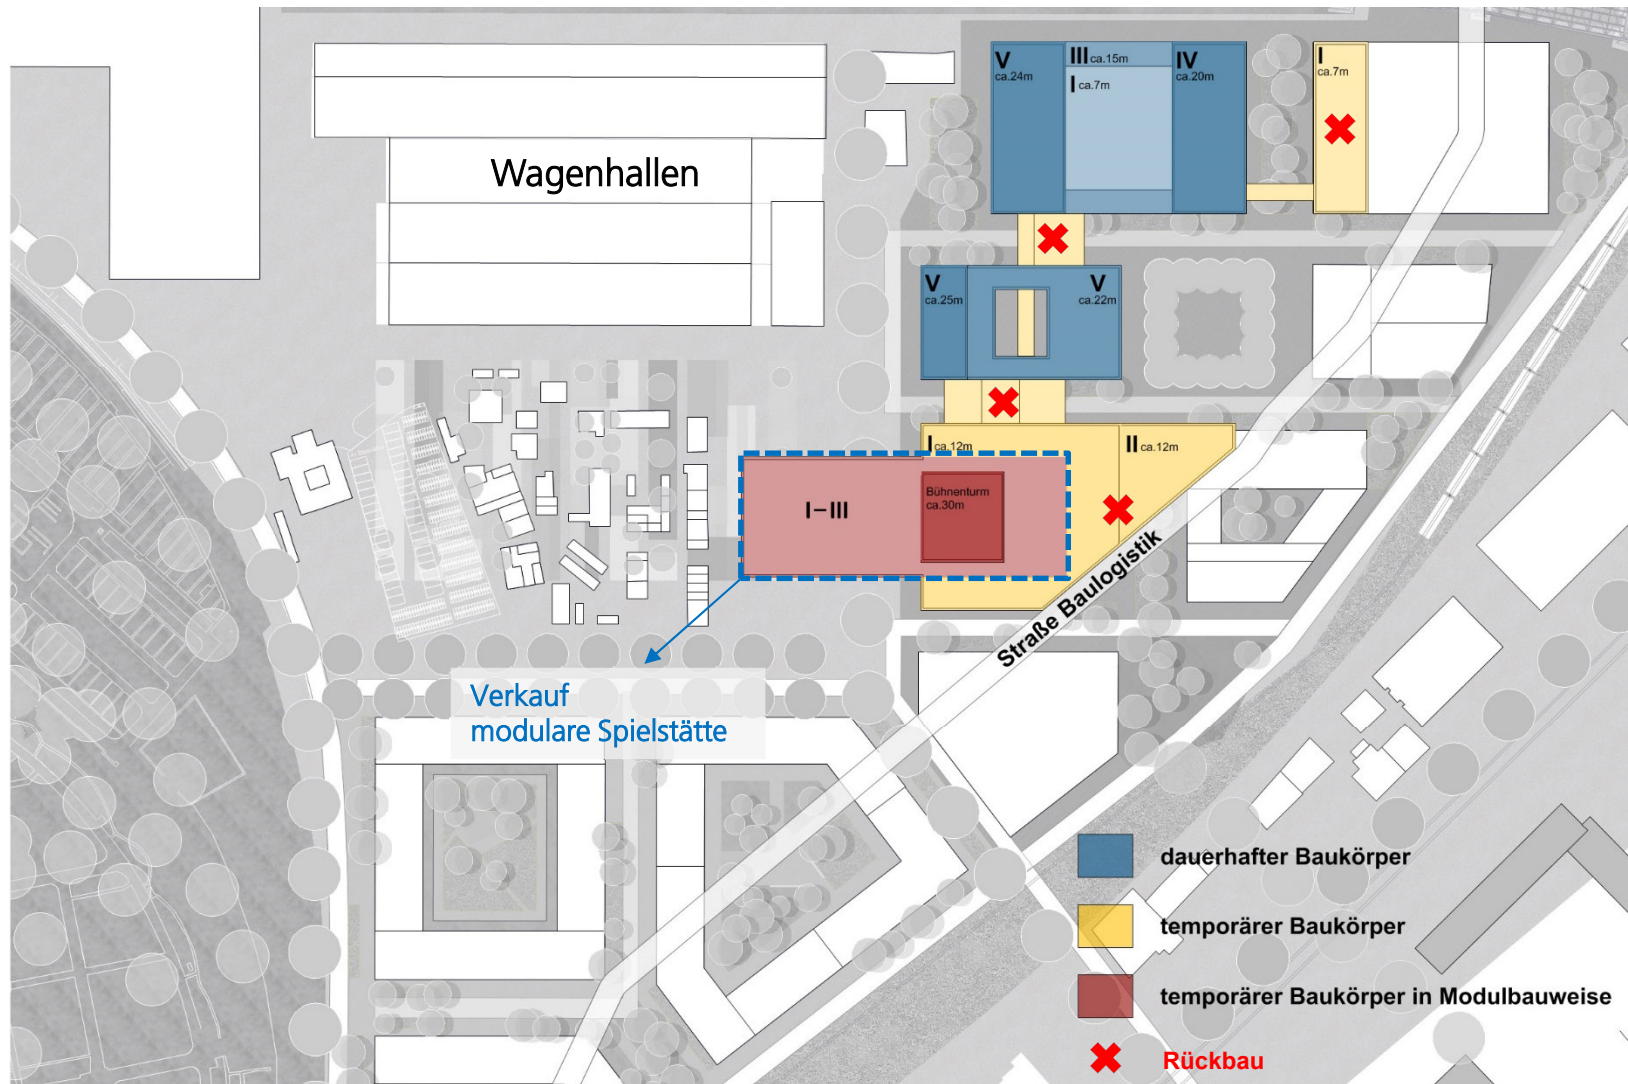 Wagenhallen
V
ca.24m
III ca.15m
I ca.7m
IV
ca.20m
I
ca.7m
V
ca.25m
V
ca.22m
I ca.12m
II ca.12m
I–III
Bühnenturm
ca.30m
Straße Baulogistik
Verkauf
modulare Spielstätte
dauerhafter Baukörper
temporärer Baukörper
temporärer Baukörper in Modulbauweise
Rückbau